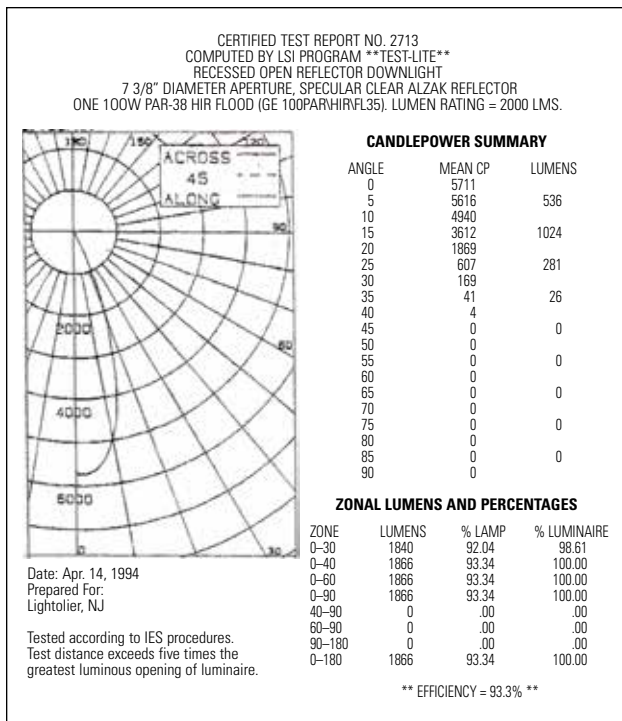 CERTIFIED TEST REPORT NO. 2713
COMPUTED BY LSI PROGRAM **TEST-LITE**
RECESSED OPEN REFLECTOR DOWNLIGHT
7 3/8" DIAMETER APERTURE, SPECULAR CLEAR ALZAK REFLECTOR
ONE 100W PAR-38 HIR FLOOD (GE 100PAR\HIR\FL35). LUMEN RATING = 2000 LMS.
180 150 120
ACROSS
45
ALONG
90
2000
60
4000
6000
0 30
Date: Apr. 14, 1994
Prepared For:
Lightolier, NJ
Tested according to IES procedures.
Test distance exceeds five times the
greatest luminous opening of luminaire.
CANDLEPOWER SUMMARY
ANGLE MEAN CP LUMENS
0 5711
5 5616 536
10 4940
15 3612 1024
20 1869
25 607 281
30 169
35 41 26
40 4
45 0 0
50 0
55 0 0
60 0
65 0 0
70 0
75 0 0
80 0
85 0 0
90 0
ZONAL LUMENS AND PERCENTAGES
ZONE LUMENS % LAMP % LUMINAIRE
0–30 1840 92.04 98.61
0–40 1866 93.34 100.00
0–60 1866 93.34 100.00
0–90 1866 93.34 100.00
40–90 0 .00 .00
60–90 0 .00 .00
90–180 0 .00 .00
0–180 1866 93.34 100.00
** EFFICIENCY = 93.3% **